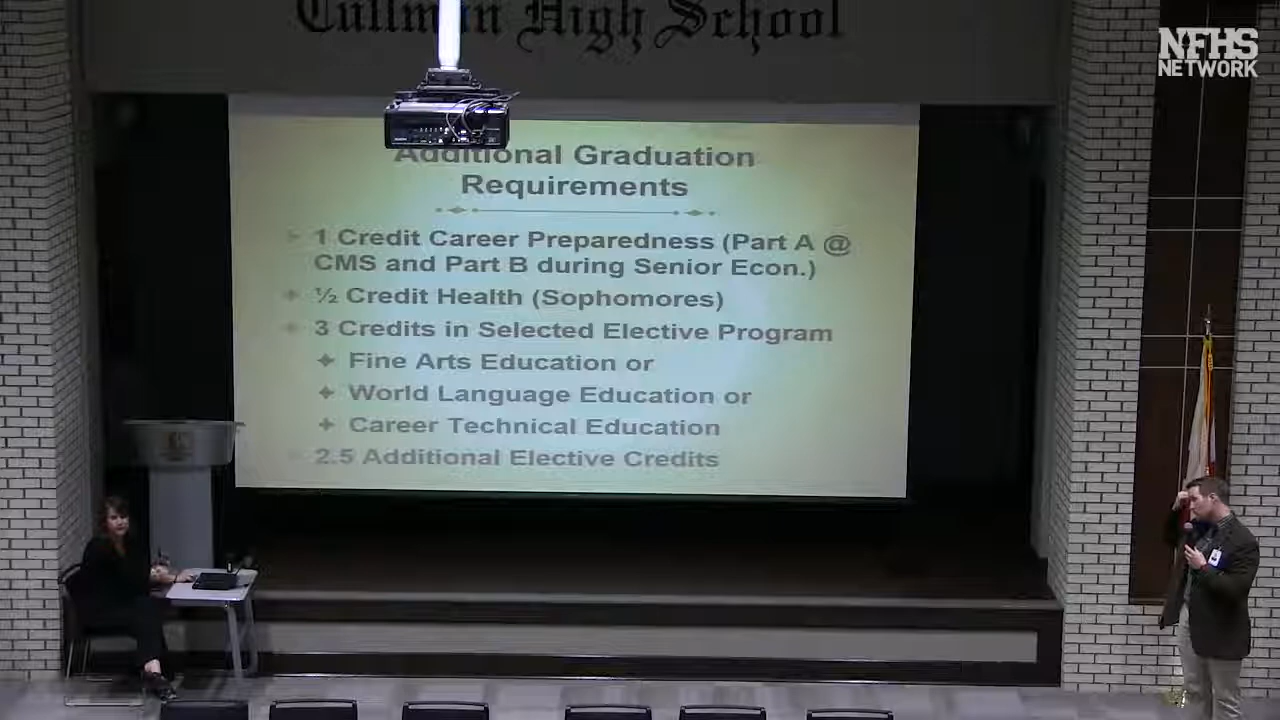 Cullman High School
NFHS
NETWORK
Additional Graduation
Requirements
1 Credit Career Preparedness (Part A @
CMS and Part B during Senior Econ.)
½ Credit Health (Sophomores)
3 Credits in Selected Elective Program
Fine Arts Education or
World Language Education or
Career Technical Education
2.5 Additional Elective Credits